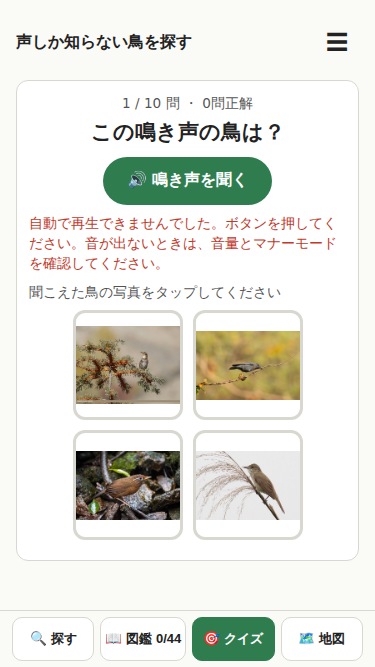 声しか知らない鳥を探す
1 / 10 問 ・ 0問正解
この鳴き声の鳥は？
🔊 鳴き声を聞く
自動で再生できませんでした。ボタンを押してく
ださい。音が出ないときは、音量とマナーモード
を確認してください。
聞こえた鳥の写真をタップしてください
🔍 探す
📖 図鑑 0/44
🎯 クイズ
🗺️ 地図